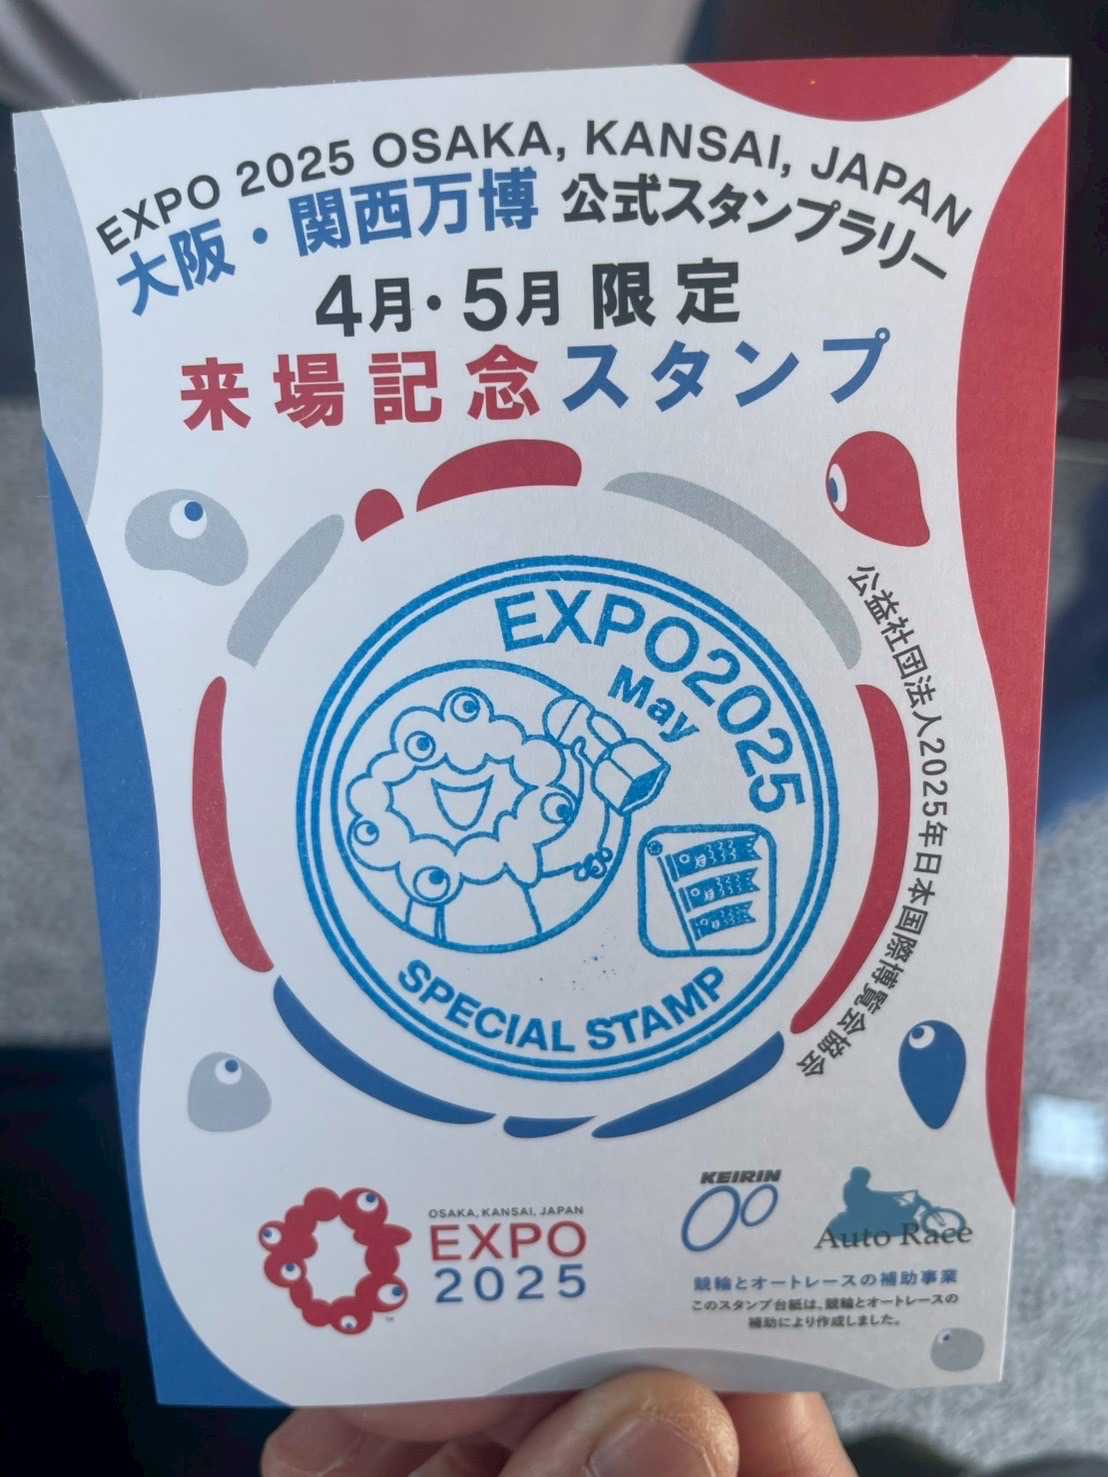 EXPO 2025 OSAKA, KANSAI, JAPAN
大阪・関西万博 公式スタンプラリー
4月・5月 限定
来場記念スタンプ
EXPO2025
May
SPECIAL STAMP
公益社団法人2025年日本国際博覧会協会
OSAKA, KANSAI, JAPAN
EXPO
2025
™
KEIRIN
Auto Race
競輪とオートレースの補助事業
このスタンプ台紙は、競輪とオートレースの
補助により作成しました。